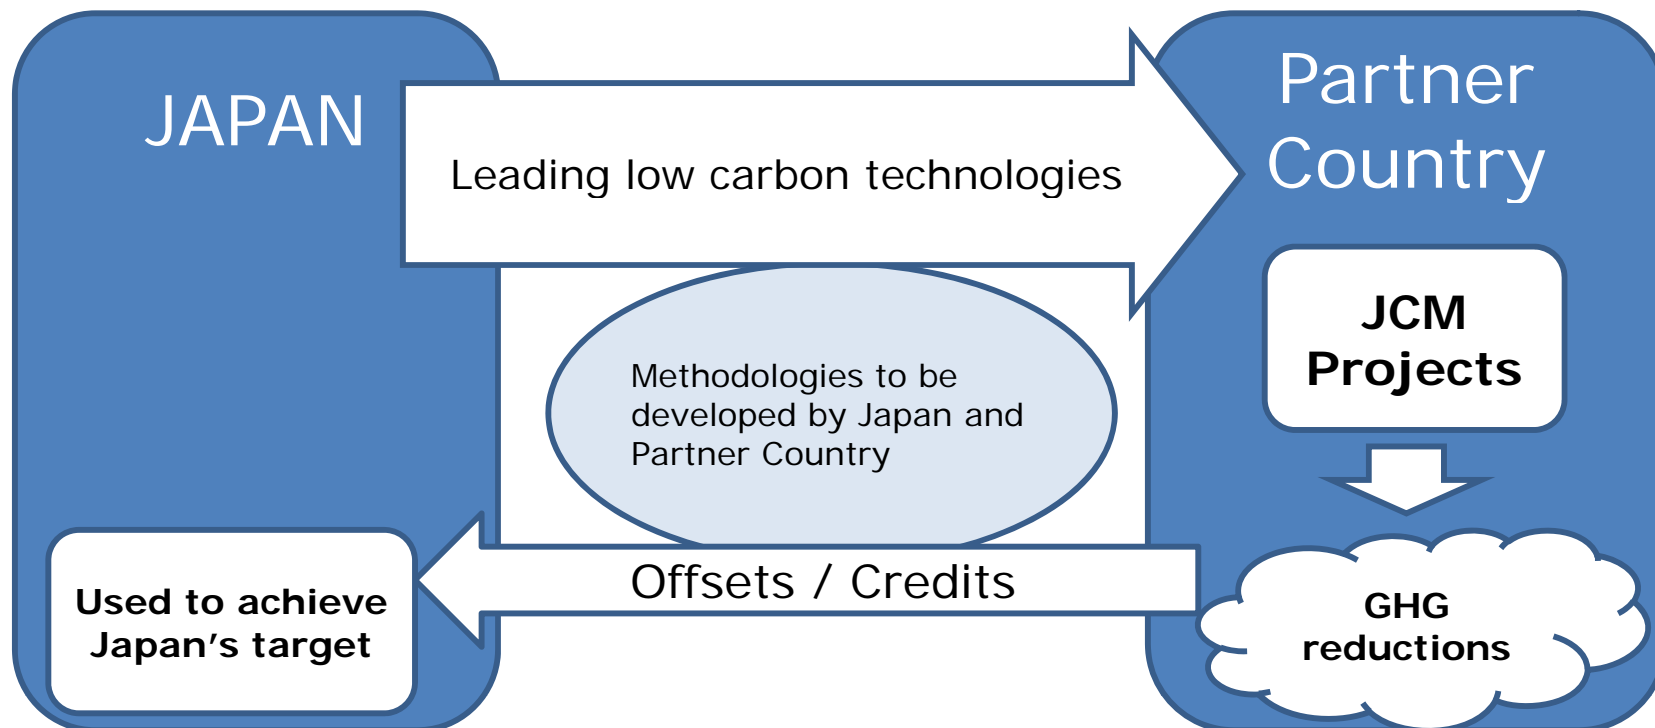 JAPAN
Leading low carbon technologies
Partner
Country
JCM
Projects
Methodologies to be
developed by Japan and
Partner Country
Offsets / Credits
Used to achieve
Japan’s target
GHG
reductions